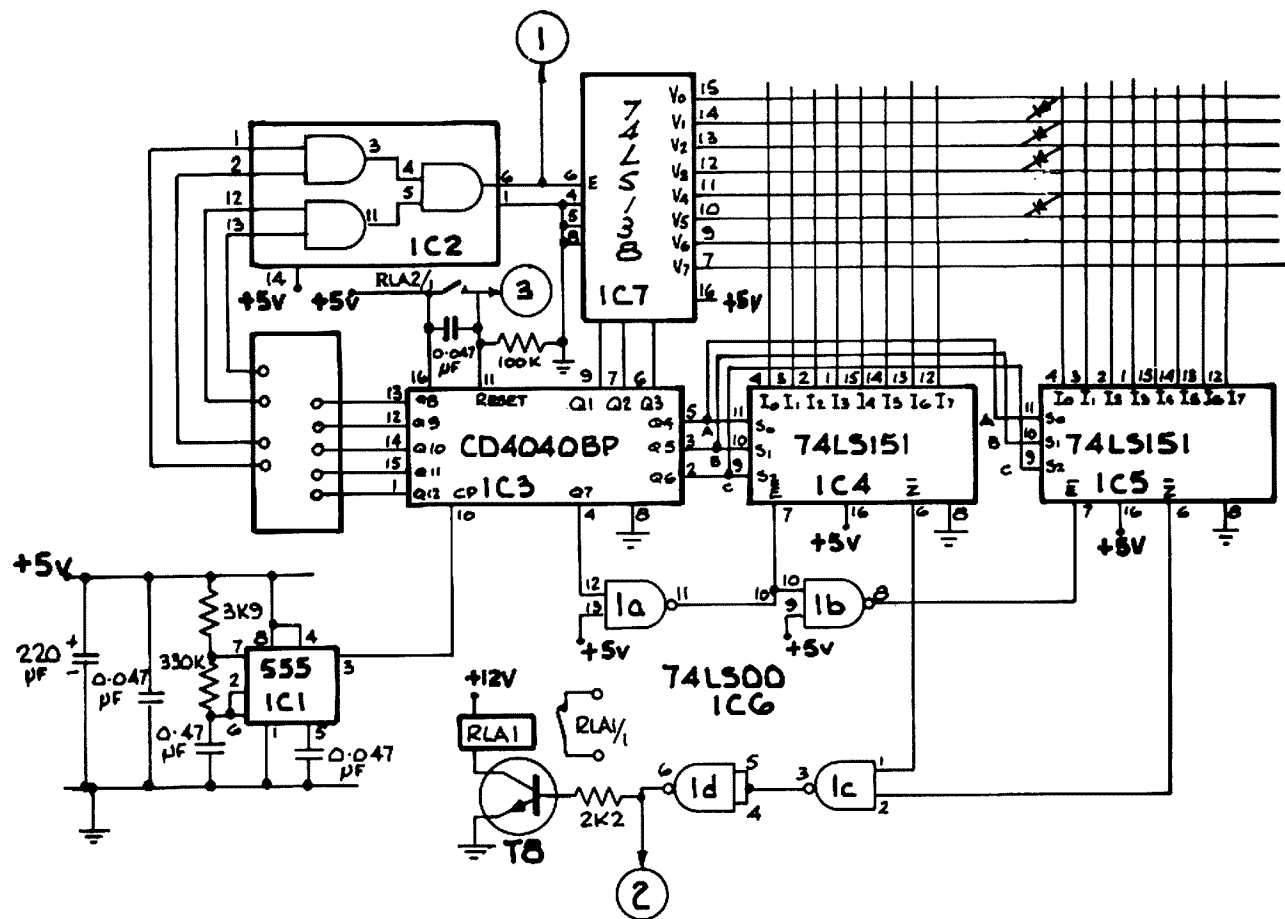 1
15
V0
14
V1
13
V2
12
V3
11
V4
10
V5
9
V6
7
V7
16
+5V
74LS138
IC7
6 E
4
5
8
1
2
3
12
13
11
4
5
6
1
IC2
14
+5V
+5V
RLA2/1
3
0.047
µF
100K
16
11
RESET
9 7 6
Q1 Q2 Q3
13 Q8
12 Q9
14 Q10
15 Q11
1 Q12
CP
10
CD4040BP
IC3
Q7
4
8
Q4 5
Q5 3
Q6 2
A
B
C
11 S0
10 S1
9 S2
4 3 2 1 15 14 13 12
I0 I1 I2 I3 I4 I5 I6 I7
74LS151
IC4
E
7
16
+5V
Z
6
8
A
B
C
11 S0
10 S1
9 S2
4 3 2 1 15 14 13 12
I0 I1 I2 I3 I4 I5 I6 I7
74LS151
IC5
E
7
16
+5V
Z
6
8
+5V
220
µF
+
-
0.047
µF
3K9
330K
0.47
µF
7
8
4
2
6
3
1
5
555
IC1
0.047
µF
12
13
1a
11
+5V
10
10
9
1b
8
+5V
74LS00
IC6
+12V
RLA1
RLA1/1
T8
2K2
6
1d
5
4
3
1c
1
2
2